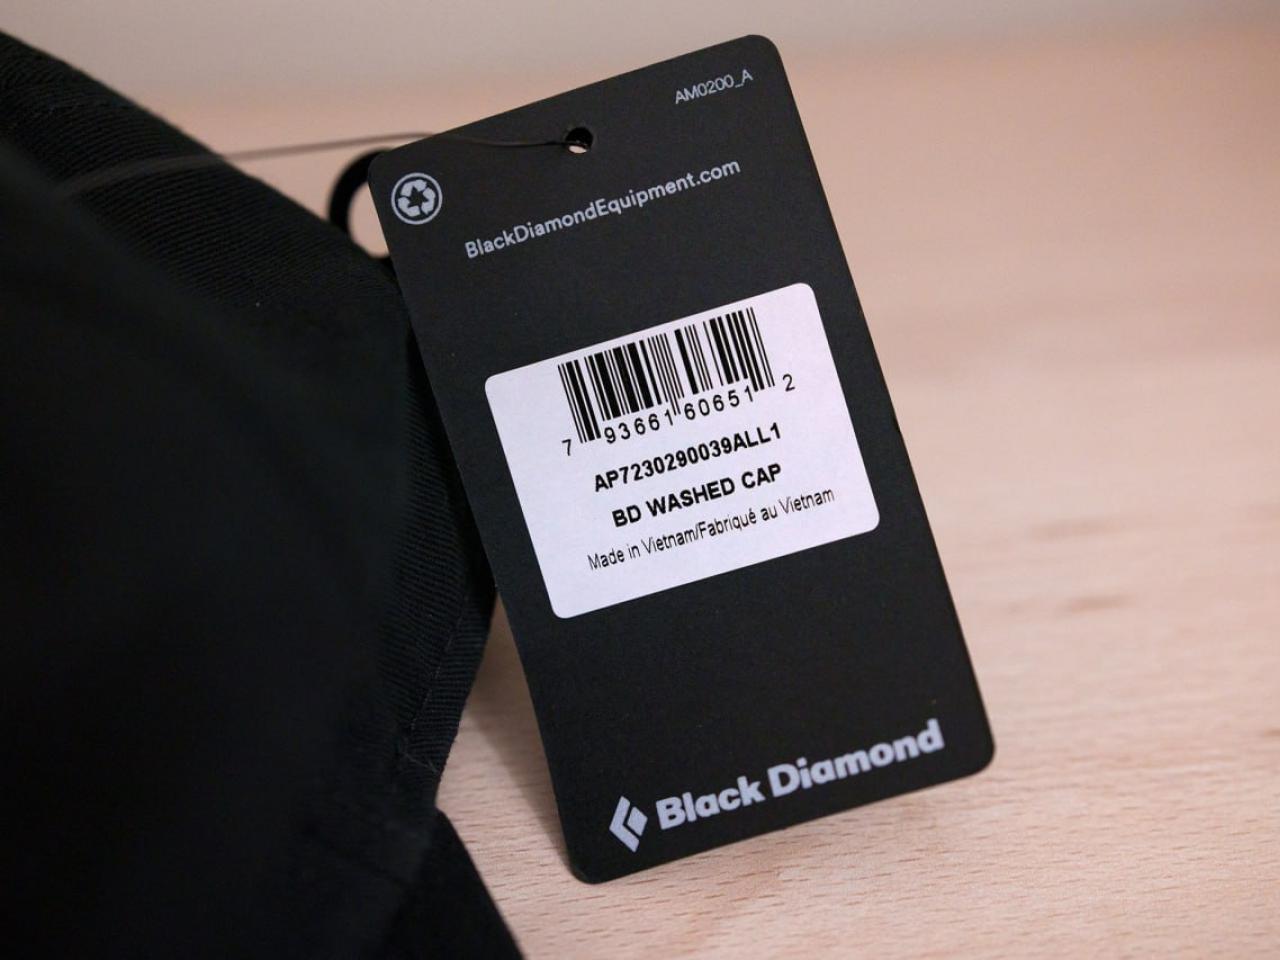 AM0200_A
BlackDiamondEquipment.com
7 93661 60651 2
AP7230290039ALL1
BD WASHED CAP
Made in Vietnam/Fabriqué au Vietnam
Black Diamond